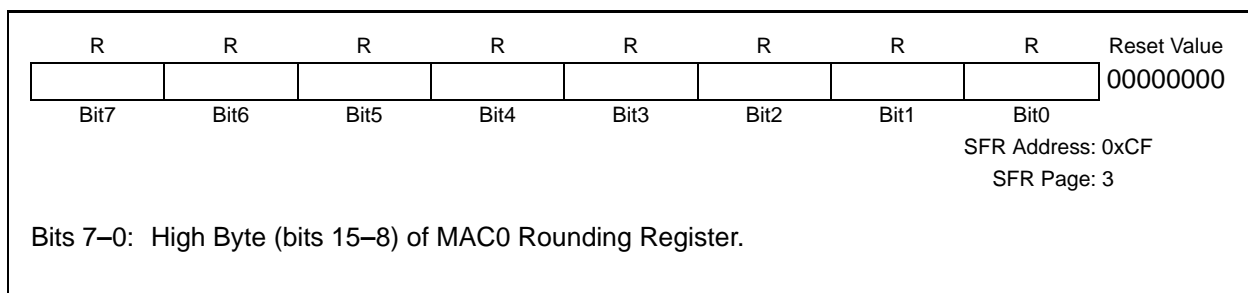 R R R R R R R R Reset Value
00000000
Bit7 Bit6 Bit5 Bit4 Bit3 Bit2 Bit1 Bit0
SFR Address: 0xCF
SFR Page: 3
Bits 7–0: High Byte (bits 15–8) of MAC0 Rounding Register.